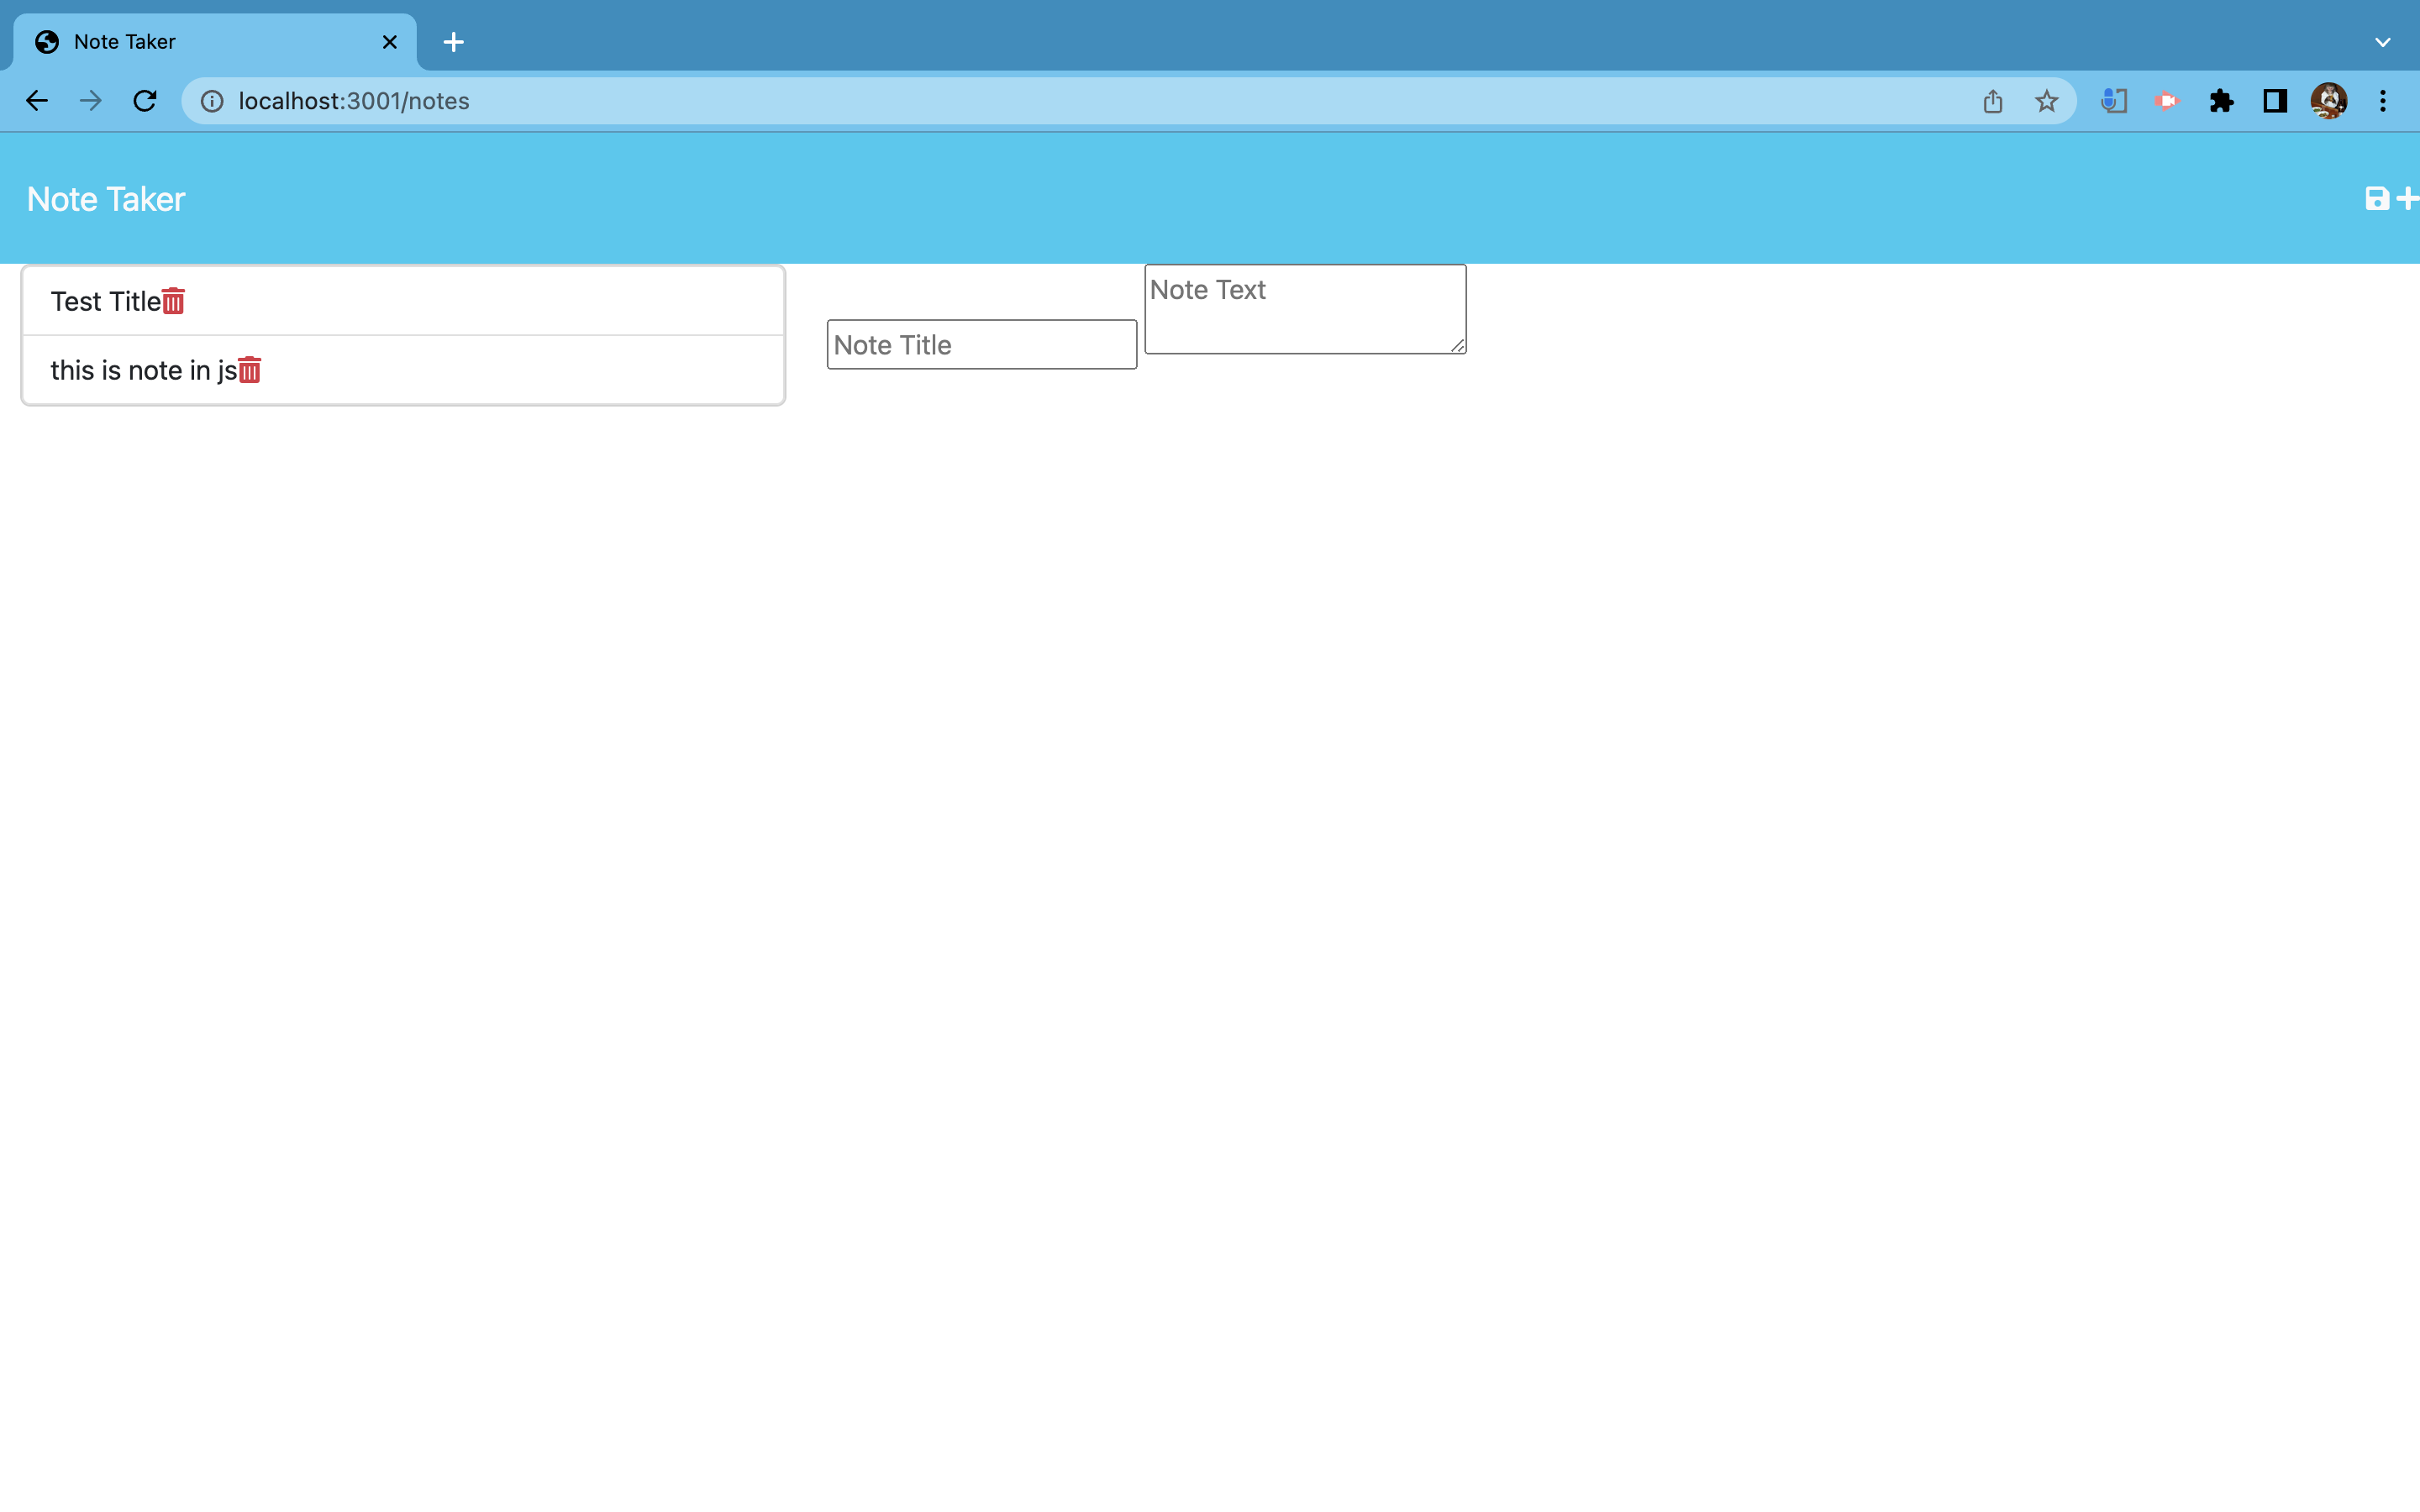 Note Taker
localhost:3001/notes
Note Taker
Test Title
this is note in js
Note Title
Note Text